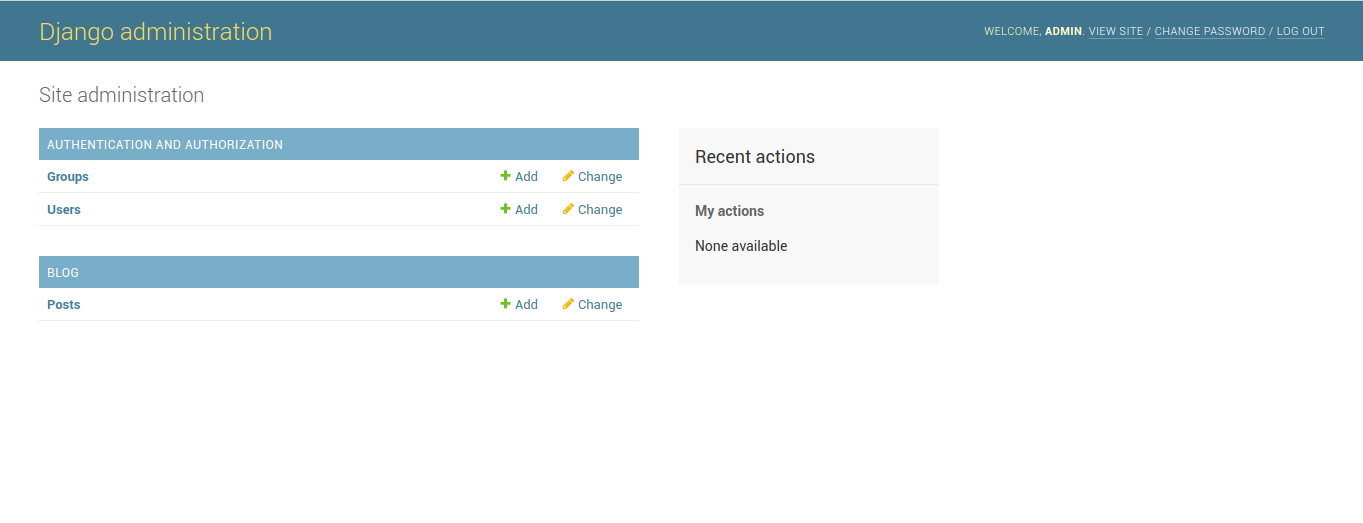 Django administration
WELCOME, ADMIN. VIEW SITE / CHANGE PASSWORD / LOG OUT
Site administration
AUTHENTICATION AND AUTHORIZATION
Groups Add Change
Users Add Change
BLOG
Posts Add Change
Recent actions
My actions
None available